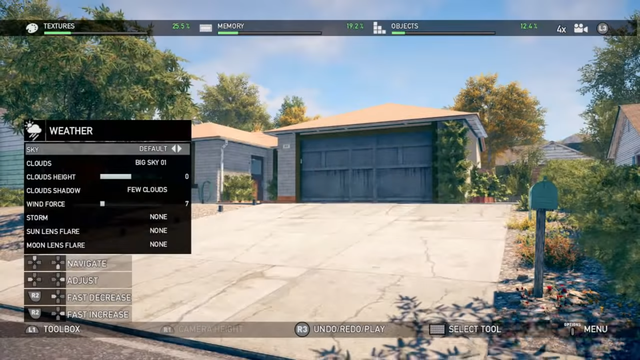 TEXTURES 25.5% MEMORY 19.2% OBJECTS 12.4% 4x
WEATHER
SKY DEFAULT
CLOUDS BIG SKY 01
CLOUDS HEIGHT 0
CLOUDS SHADOW FEW CLOUDS
WIND FORCE 7
STORM NONE
SUN LENS FLARE NONE
MOON LENS FLARE NONE
NAVIGATE
ADJUST
R2 FAST DECREASE
R2 FAST INCREASE
L1 TOOLBOX R1 CAMERA HEIGHT R3 UNDO/REDO/PLAY SELECT TOOL OPTIONS MENU